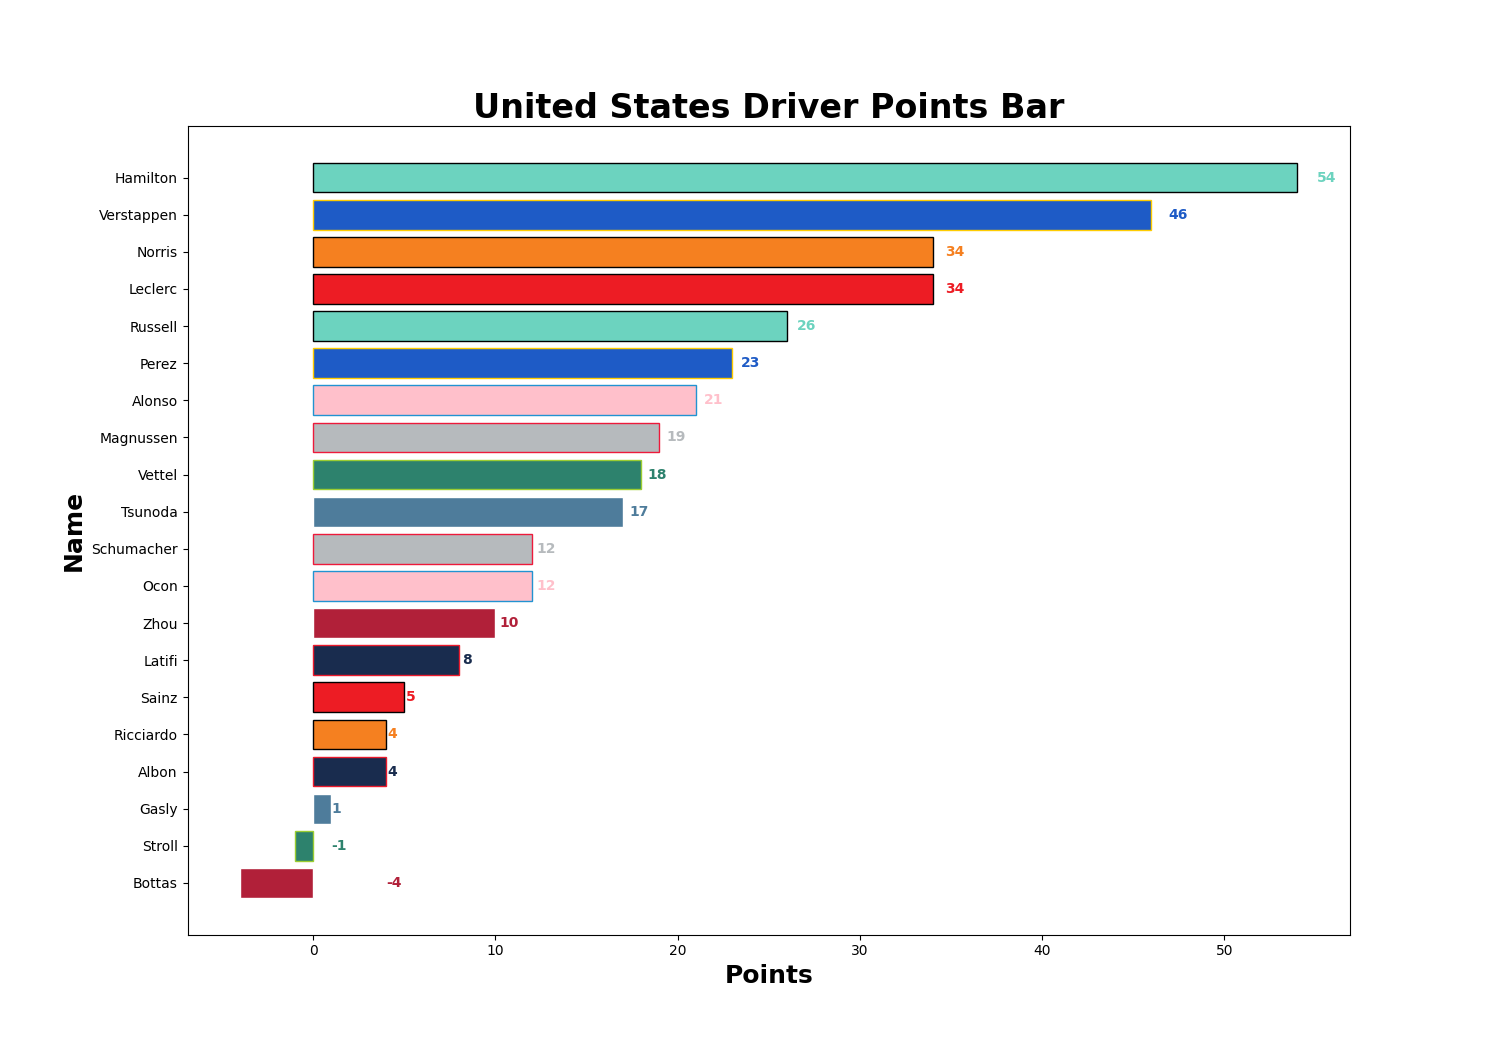 United States Driver Points Bar
Name
Hamilton 54
Verstappen 46
Norris 34
Leclerc 34
Russell 26
Perez 23
Alonso 21
Magnussen 19
Vettel 18
Tsunoda 17
Schumacher 12
Ocon 12
Zhou 10
Latifi 8
Sainz 5
Ricciardo 4
Albon 4
Gasly 1
Stroll -1
Bottas -4
0 10 20 30 40 50
Points